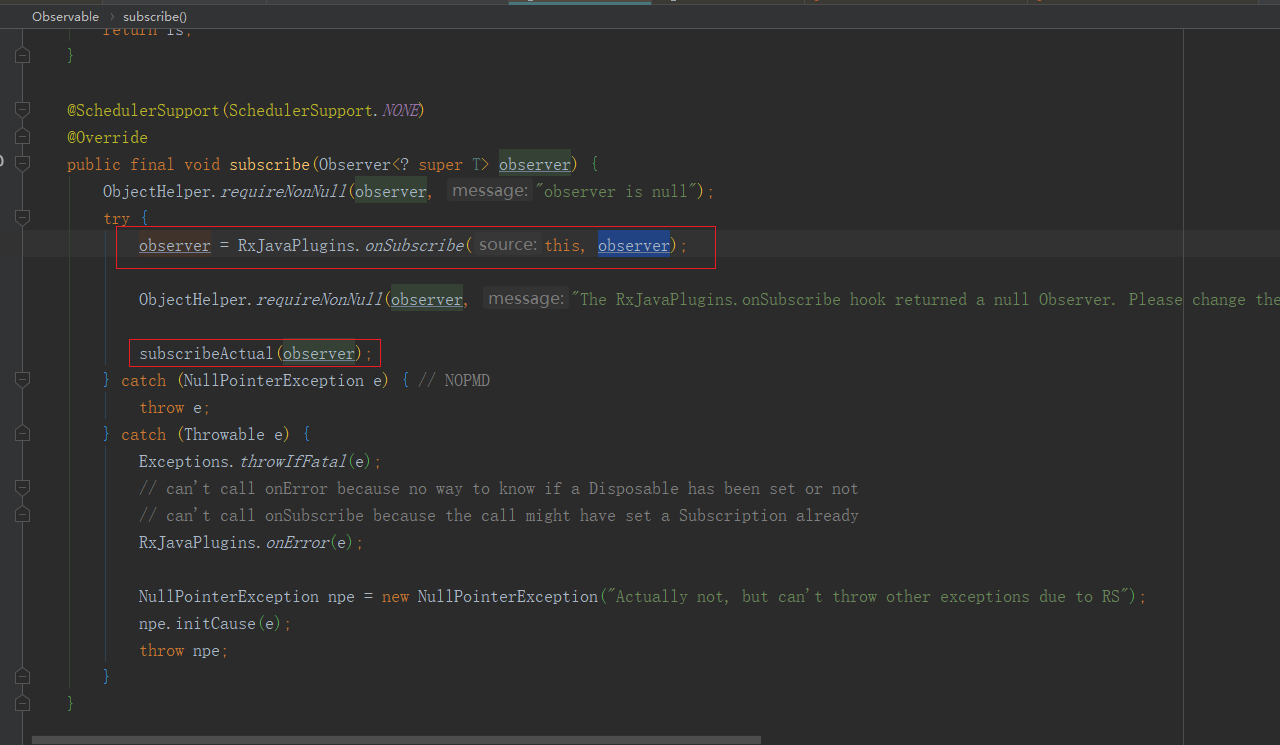 Observable > subscribe()
return is;
}
@SchedulerSupport(SchedulerSupport.NONE)
@Override
public final void subscribe(Observer<? super T> observer) {
ObjectHelper.requireNonNull(observer, message: "observer is null");
try {
observer = RxJavaPlugins.onSubscribe( source: this, observer);
ObjectHelper.requireNonNull(observer, message: "The RxJavaPlugins.onSubscribe hook returned a null Observer. Please change the
subscribeActual(observer);
} catch (NullPointerException e) { // NOPMD
throw e;
} catch (Throwable e) {
Exceptions.throwIfFatal(e);
// can't call onError because no way to know if a Disposable has been set or not
// can't call onSubscribe because the call might have set a Subscription already
RxJavaPlugins.onError(e);
NullPointerException npe = new NullPointerException("Actually not, but can't throw other exceptions due to RS");
npe.initCause(e);
throw npe;
}
}